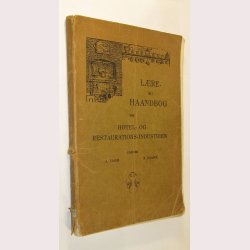 LÆRE-
OG
HAANDBOG
FOR
HOTEL- OG
RESTAURATIONS-INDUSTRIEN